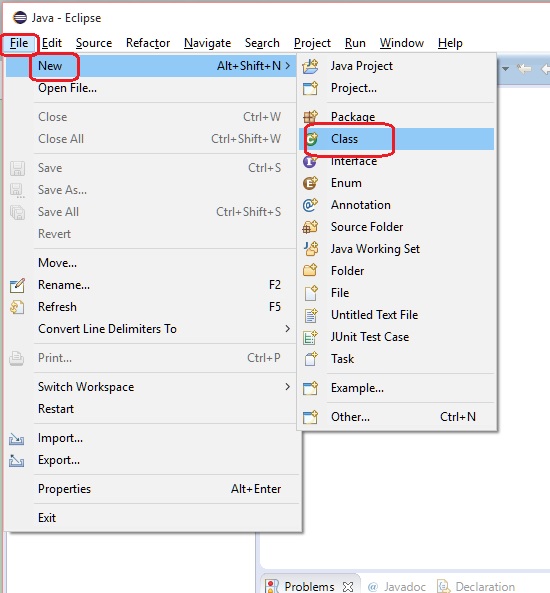 Java - Eclipse
File Edit Source Refactor Navigate Search Project Run Window Help
New Alt+Shift+N
Open File...
Close Ctrl+W
Close All Ctrl+Shift+W
Save Ctrl+S
Save As...
Save All Ctrl+Shift+S
Revert
Move...
Rename... F2
Refresh F5
Convert Line Delimiters To
Print... Ctrl+P
Switch Workspace
Restart
Import...
Export...
Properties Alt+Enter
Exit
Java Project
Project...
Package
Class
Interface
Enum
Annotation
Source Folder
Java Working Set
Folder
File
Untitled Text File
JUnit Test Case
Task
Example...
Other... Ctrl+N
Problems @ Javadoc Declaration